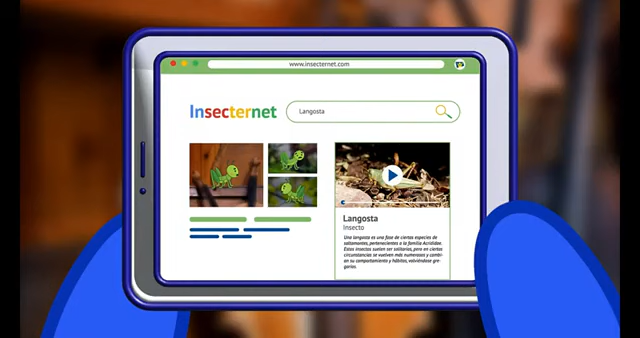 www.insecternet.com
Insecternet
Langosta
Langosta
Insecto
Una langosta es una fase de ciertas especies de
saltamontes, pertenecientes a la familia Acrididae.
Estos insectos suelen ser solitarios, pero en ciertas
circunstancias se vuelven más numerosos y cambi-
an su comportamiento y hábitos, volviéndose gre-
garios.